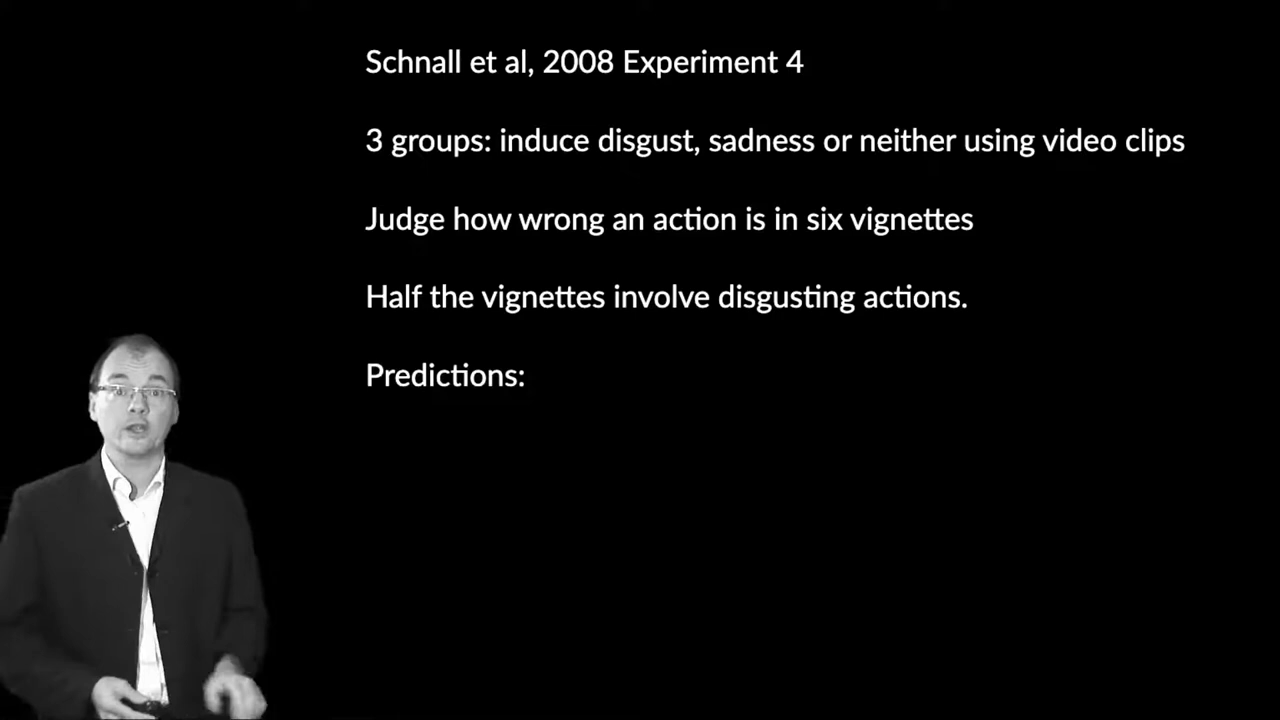 Schnall et al, 2008 Experiment 4
3 groups: induce disgust, sadness or neither using video clips
Judge how wrong an action is in six vignettes
Half the vignettes involve disgusting actions.
Predictions: